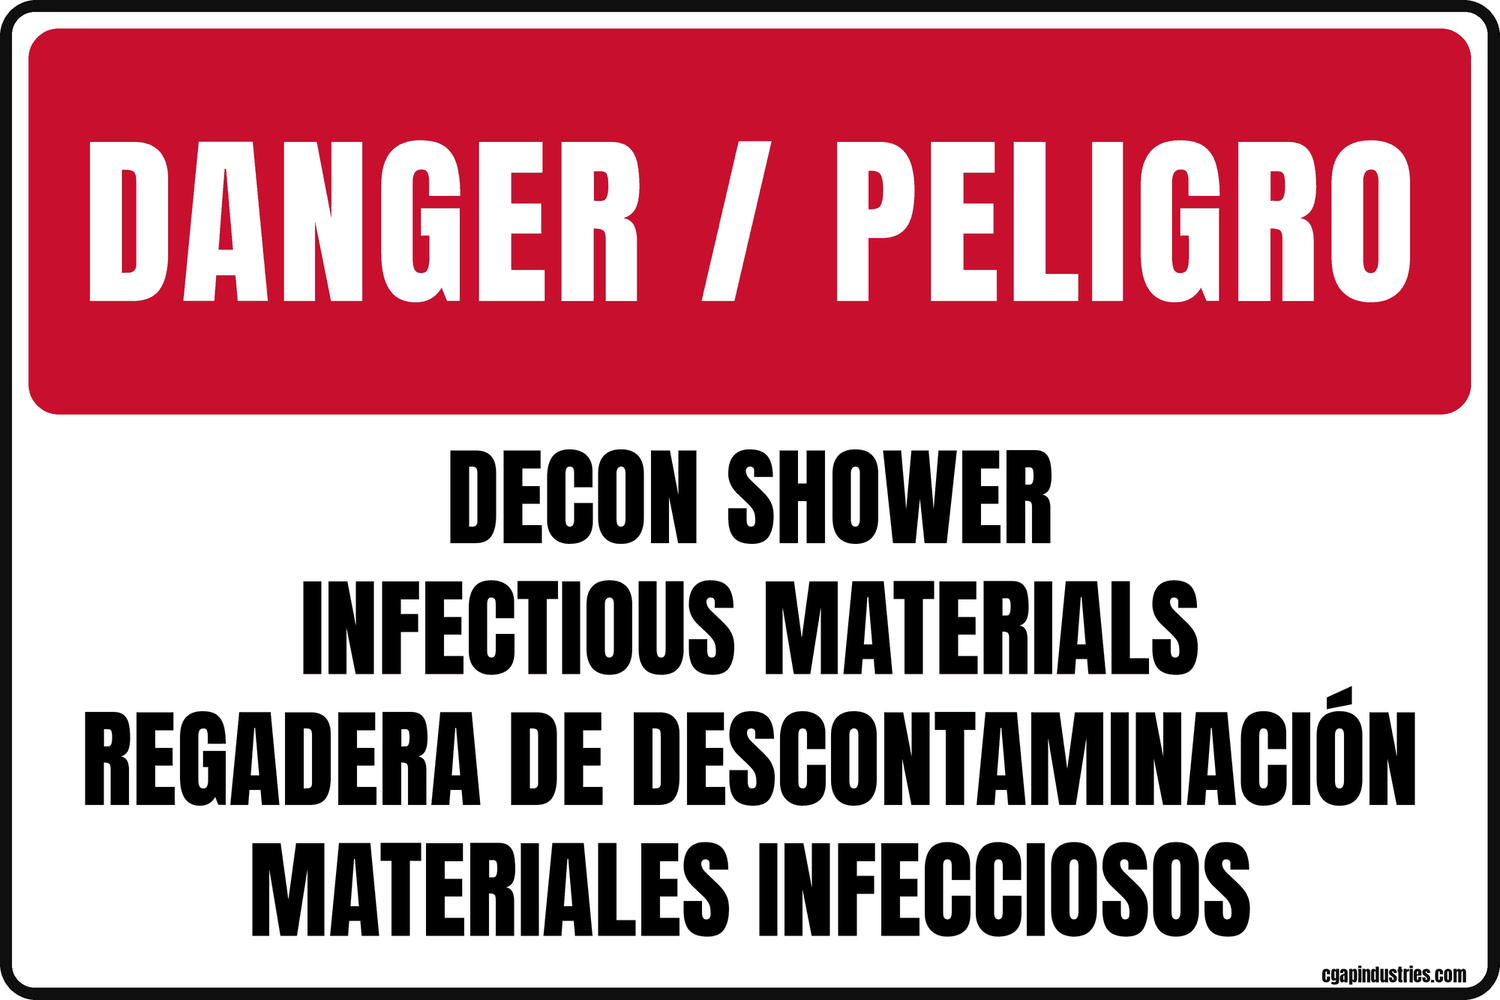 DANGER / PELIGRO
DECON SHOWER
INFECTIOUS MATERIALS
REGADERA DE DESCONTAMINACIÓN
MATERIALES INFECCIOSOS
cgapindustries.com